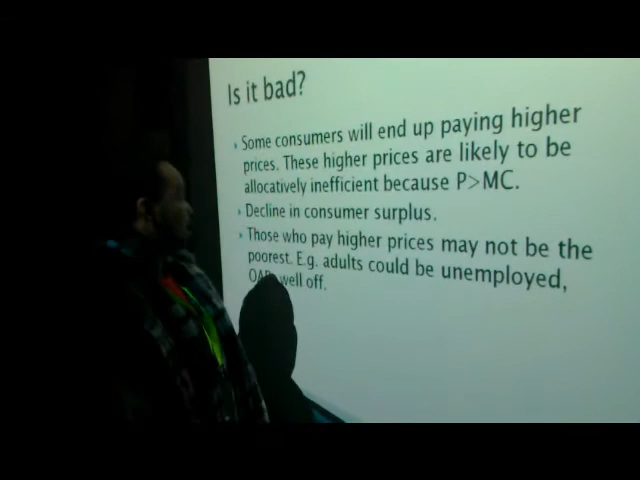 Is it bad?
Some consumers will end up paying higher
prices. These higher prices are likely to be
allocatively inefficient because P>MC.
Decline in consumer surplus.
Those who pay higher prices may not be the
poorest. E.g. adults could be unemployed,
well off.